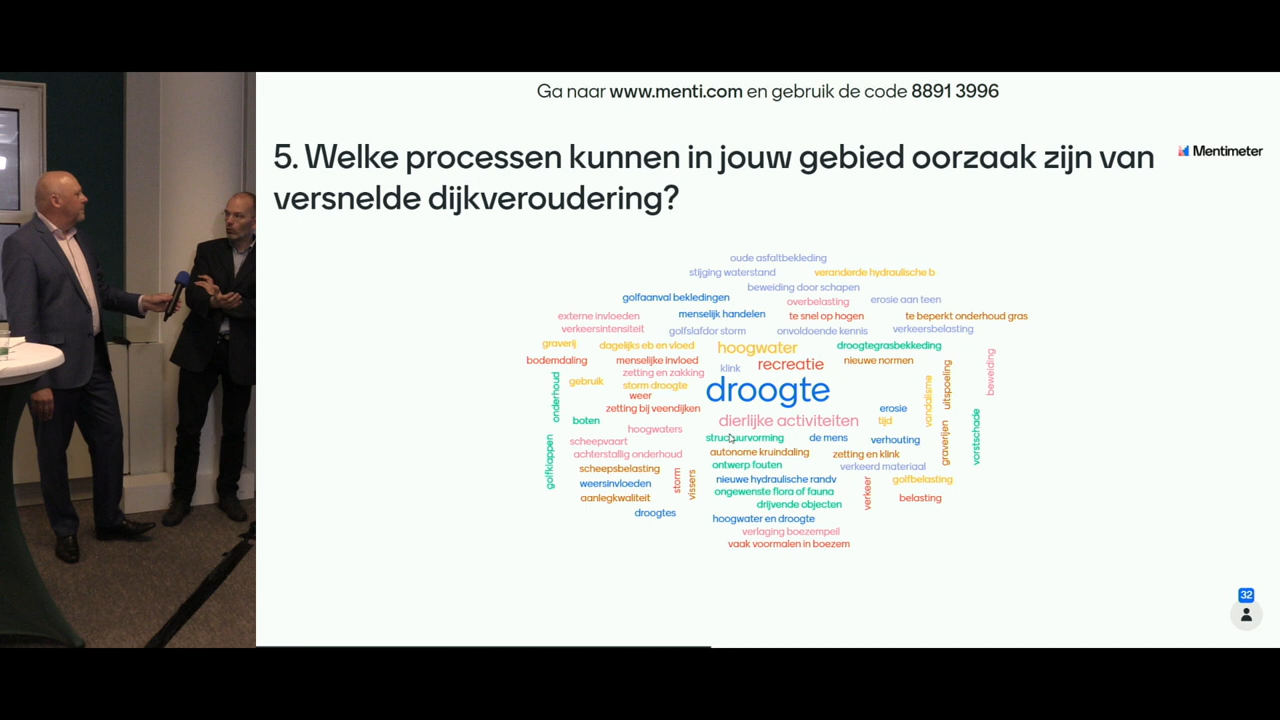 Ga naar www.menti.com en gebruik de code 8891 3996
5. Welke processen kunnen in jouw gebied oorzaak zijn van
versnelde dijkveroudering?
Mentimeter
oude asfaltbekleding
stijging waterstand
veranderde hydraulische b
beweiding door schapen
golfaanval bekledingen
overbelasting
erosie aan teen
externe invloeden
menselijk handelen
te snel op hogen
te beperkt onderhoud gras
verkeersintensiteit
golfslafdor storm
onvoldoende kennis
verkeersbelasting
graverij
dagelijks eb en vloed
hoogwater
droogtegrasbekkeding
bodemdaling
menselijke invloed
klink
recreatie
nieuwe normen
beweiding
zetting en zakking
gebruik
storm droogte
droogte
onderhoud
weer
vandalisme
uitspoeling
zetting bij veendijken
erosie
boten
dierlijke activiteiten
tijd
hoogwaters
structuurvorming
de mens
verhouting
graverijen
vorstschade
scheepvaart
achterstallig onderhoud
autonome kruindaling
zetting en klink
golfklappen
scheepsbelasting
ontwerp fouten
verkeerd materiaal
weersinvloeden
storm
vissers
nieuwe hydraulische randv
verkeer
golfbelasting
aanlegkwaliteit
ongewenste flora of fauna
belasting
drijvende objecten
droogtes
hoogwater en droogte
verlaging boezempeil
vaak voormalen in boezem
32